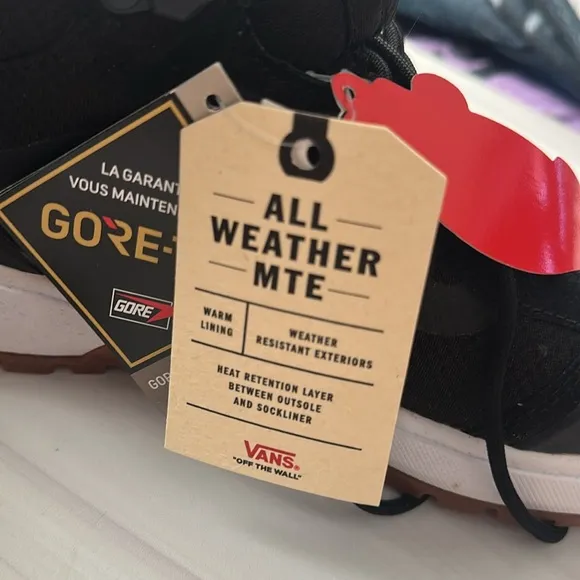 LA GARANT
VOUS MAINTEN
GORE-
GORE
ALL
WEATHER
MTE
WARM
LINING
WEATHER
RESISTANT EXTERIORS
HEAT RETENTION LAYER
BETWEEN OUTSOLE
AND SOCKLINER
VANS
"OFF THE WALL"